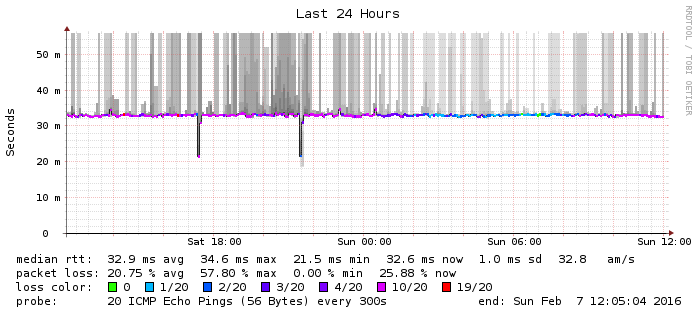 Last 24 Hours
RRDTOOL / TOBI OETIKER
Seconds
50 m
40 m
30 m
20 m
10 m
0
Sat 18:00 Sun 00:00 Sun 06:00 Sun 12:00
median rtt: 32.9 ms avg 34.6 ms max 21.5 ms min 32.6 ms now 1.0 ms sd 32.8 am/s
packet loss: 20.75 % avg 57.80 % max 0.00 % min 25.88 % now
loss color: 0 1/20 2/20 3/20 4/20 10/20 19/20
probe: 20 ICMP Echo Pings (56 Bytes) every 300s end: Sun Feb 7 12:05:04 2016